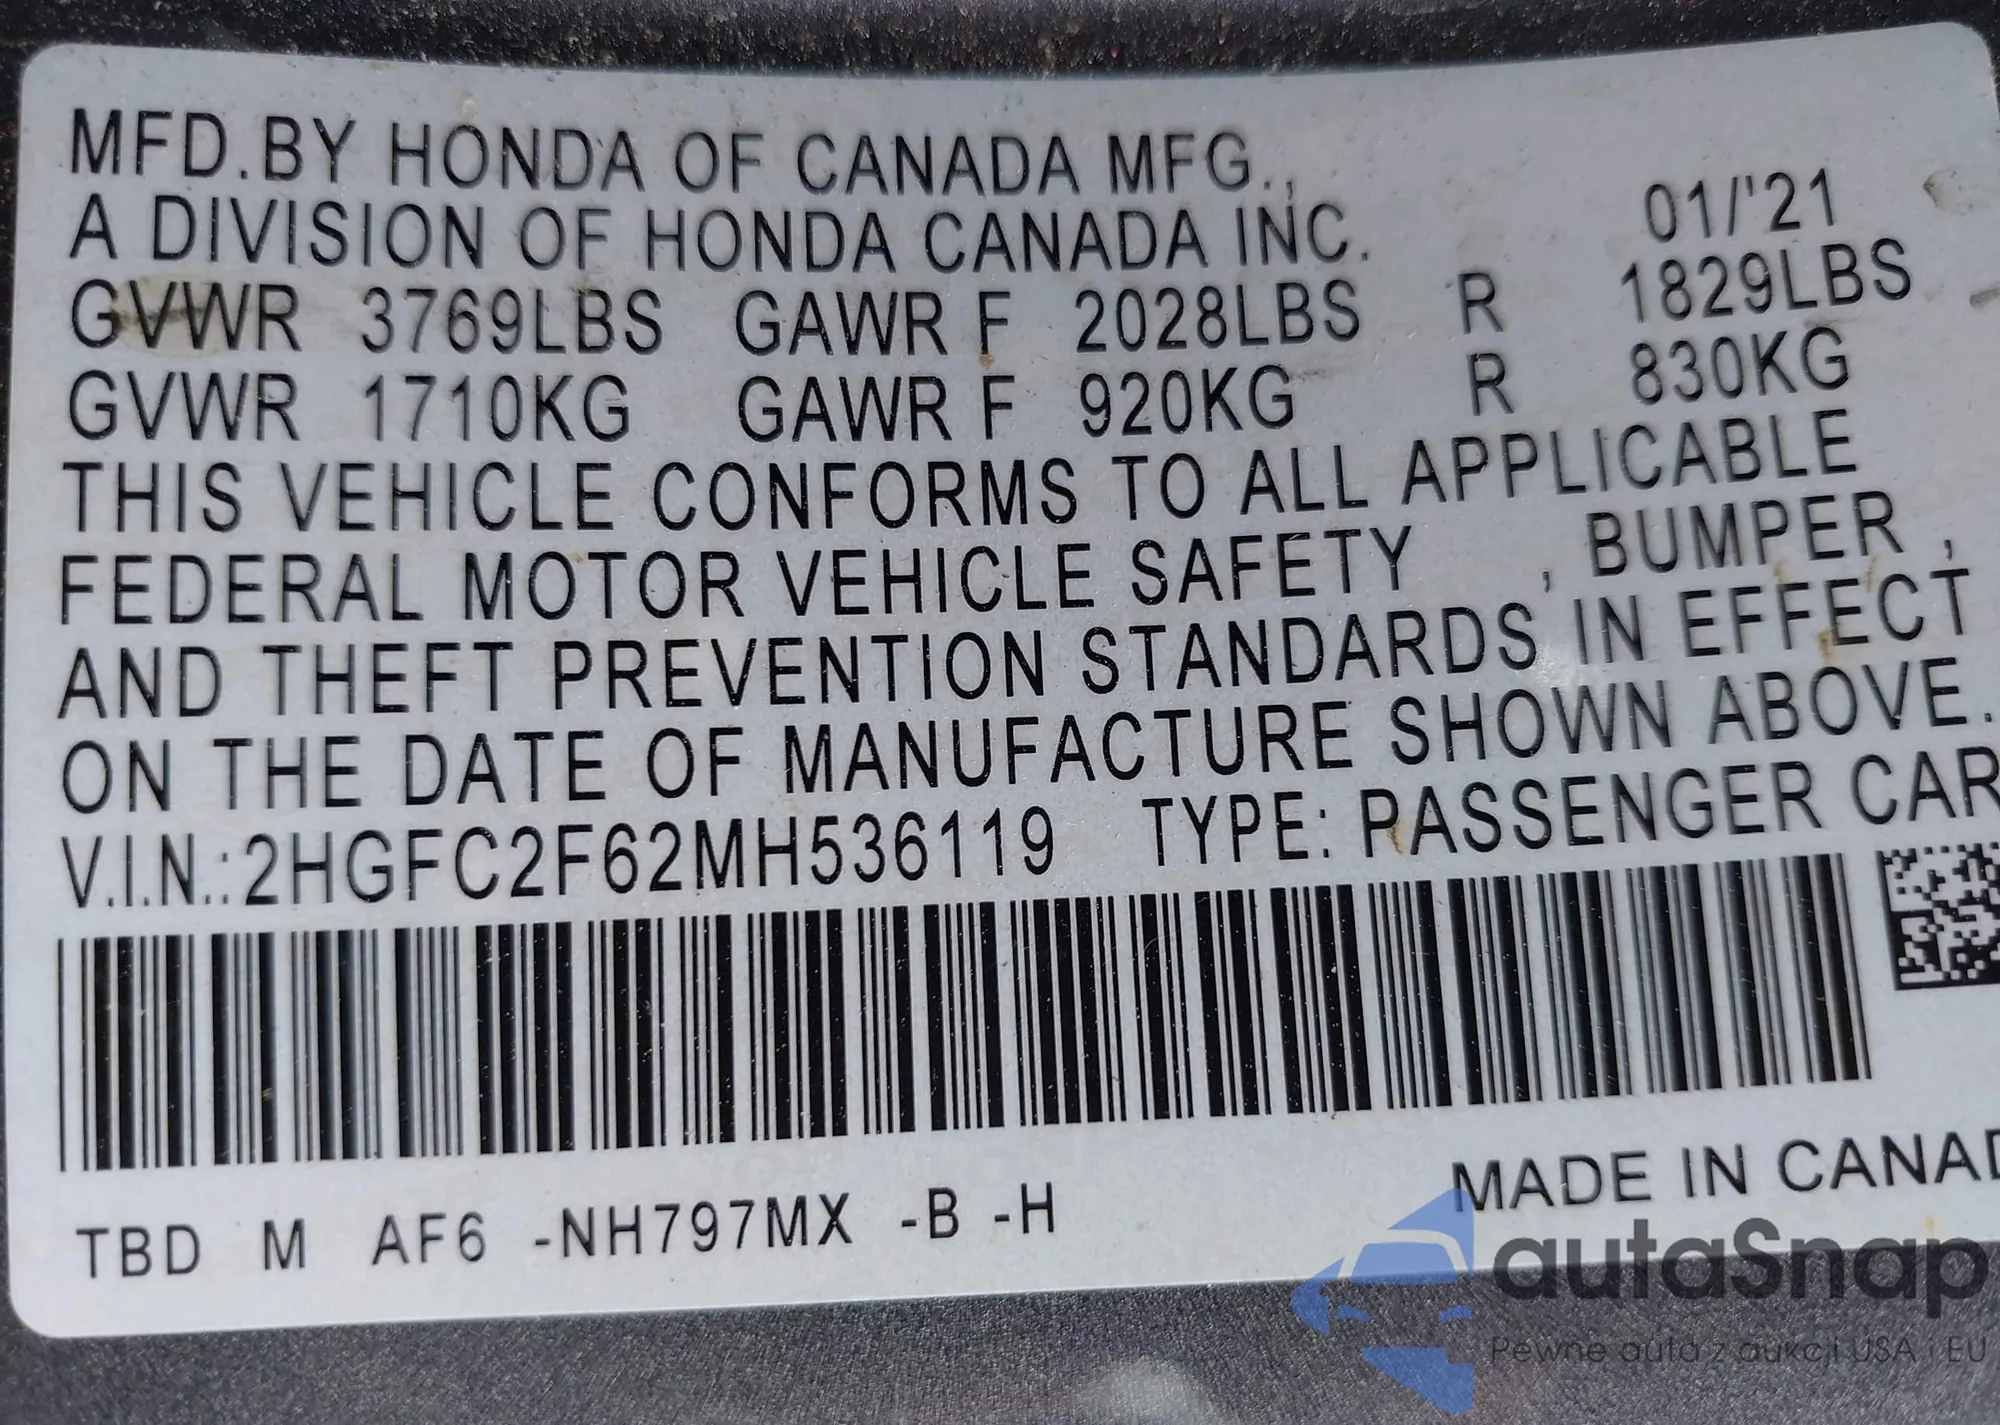 MFD.BY HONDA OF CANADA MFG.,
A DIVISION OF HONDA CANADA INC. 01/'21
GVWR 3769LBS GAWR F 2028LBS R 1829LBS
GVWR 1710KG GAWR F 920KG R 830KG
THIS VEHICLE CONFORMS TO ALL APPLICABLE
FEDERAL MOTOR VEHICLE SAFETY , BUMPER ,
AND THEFT PREVENTION STANDARDS IN EFFECT
ON THE DATE OF MANUFACTURE SHOWN ABOVE.
V.I.N.:2HGFC2F62MH536119 TYPE: PASSENGER CAR
MADE IN CANAD
TBD M AF6 -NH797MX -B -H
autaSnap
Pewne auta z aukcji USA i EU